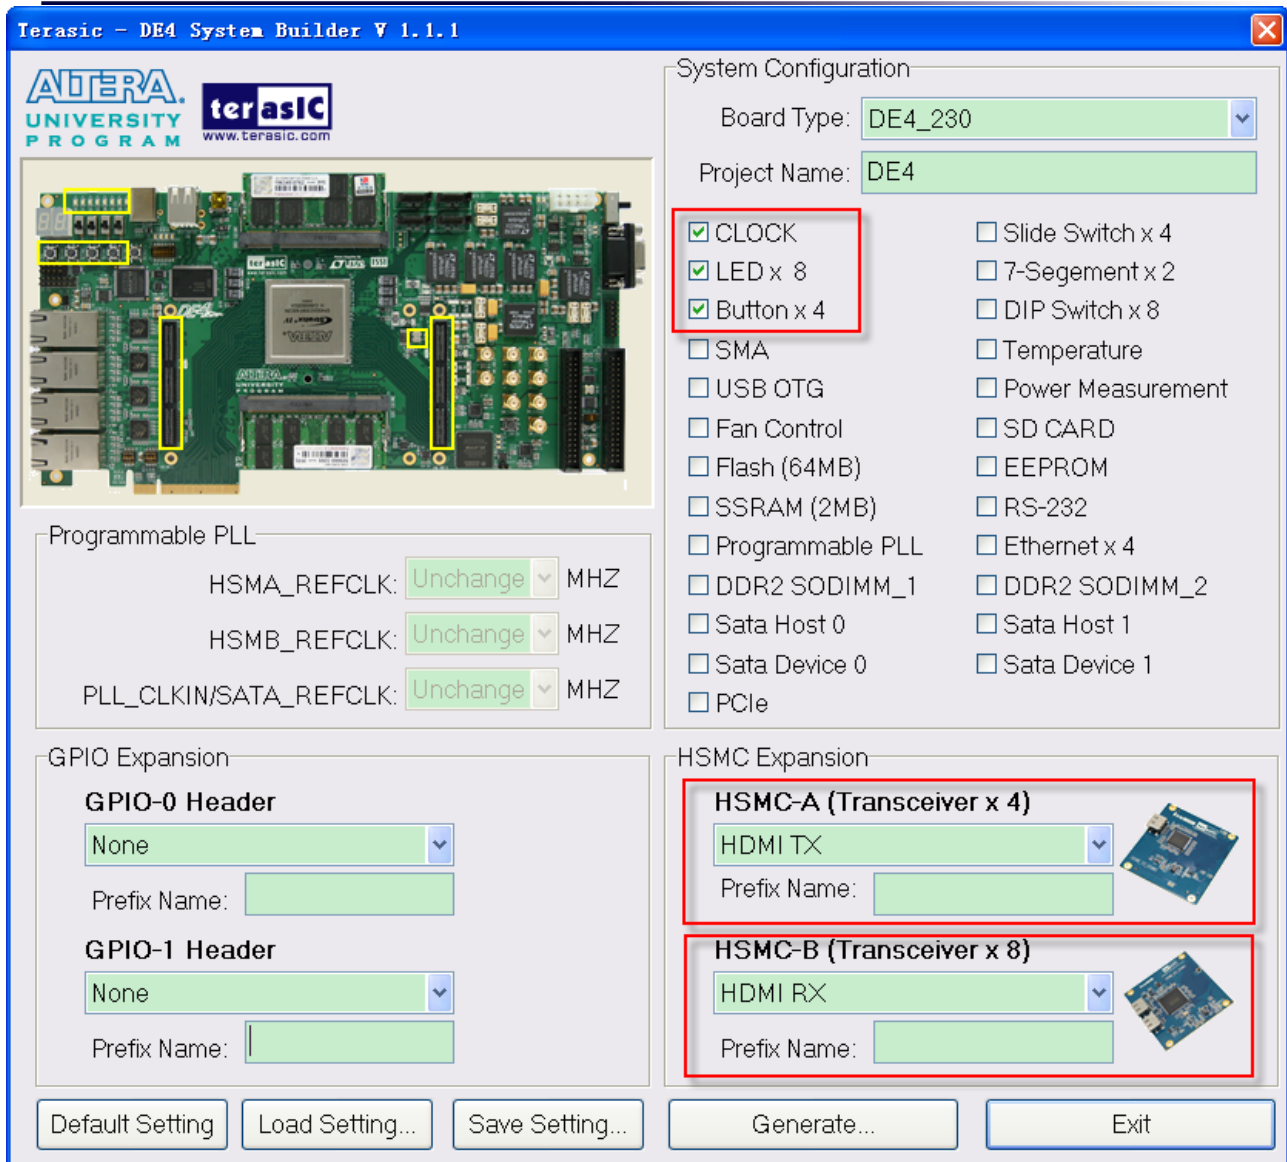 Terasic - DE4 System Builder V 1.1.1
ALTERA.
UNIVERSITY
PROGRAM
terasIC
www.terasic.com
System Configuration
Board Type: DE4_230
Project Name: DE4
CLOCK
Slide Switch x 4
LED x 8
7-Segement x 2
Button x 4
DIP Switch x 8
SMA
Temperature
USB OTG
Power Measurement
Fan Control
SD CARD
Flash (64MB)
EEPROM
SSRAM (2MB)
RS-232
Programmable PLL
Ethernet x 4
DDR2 SODIMM_1
DDR2 SODIMM_2
Sata Host 0
Sata Host 1
Sata Device 0
Sata Device 1
PCIe
Programmable PLL
HSMA_REFCLK: Unchange MHZ
HSMB_REFCLK: Unchange MHZ
PLL_CLKIN/SATA_REFCLK: Unchange MHZ
GPIO Expansion
GPIO-0 Header
None
Prefix Name:
GPIO-1 Header
None
Prefix Name:
HSMC Expansion
HSMC-A (Transceiver x 4)
HDMI TX
Prefix Name:
HSMC-B (Transceiver x 8)
HDMI RX
Prefix Name:
Default Setting
Load Setting...
Save Setting...
Generate...
Exit